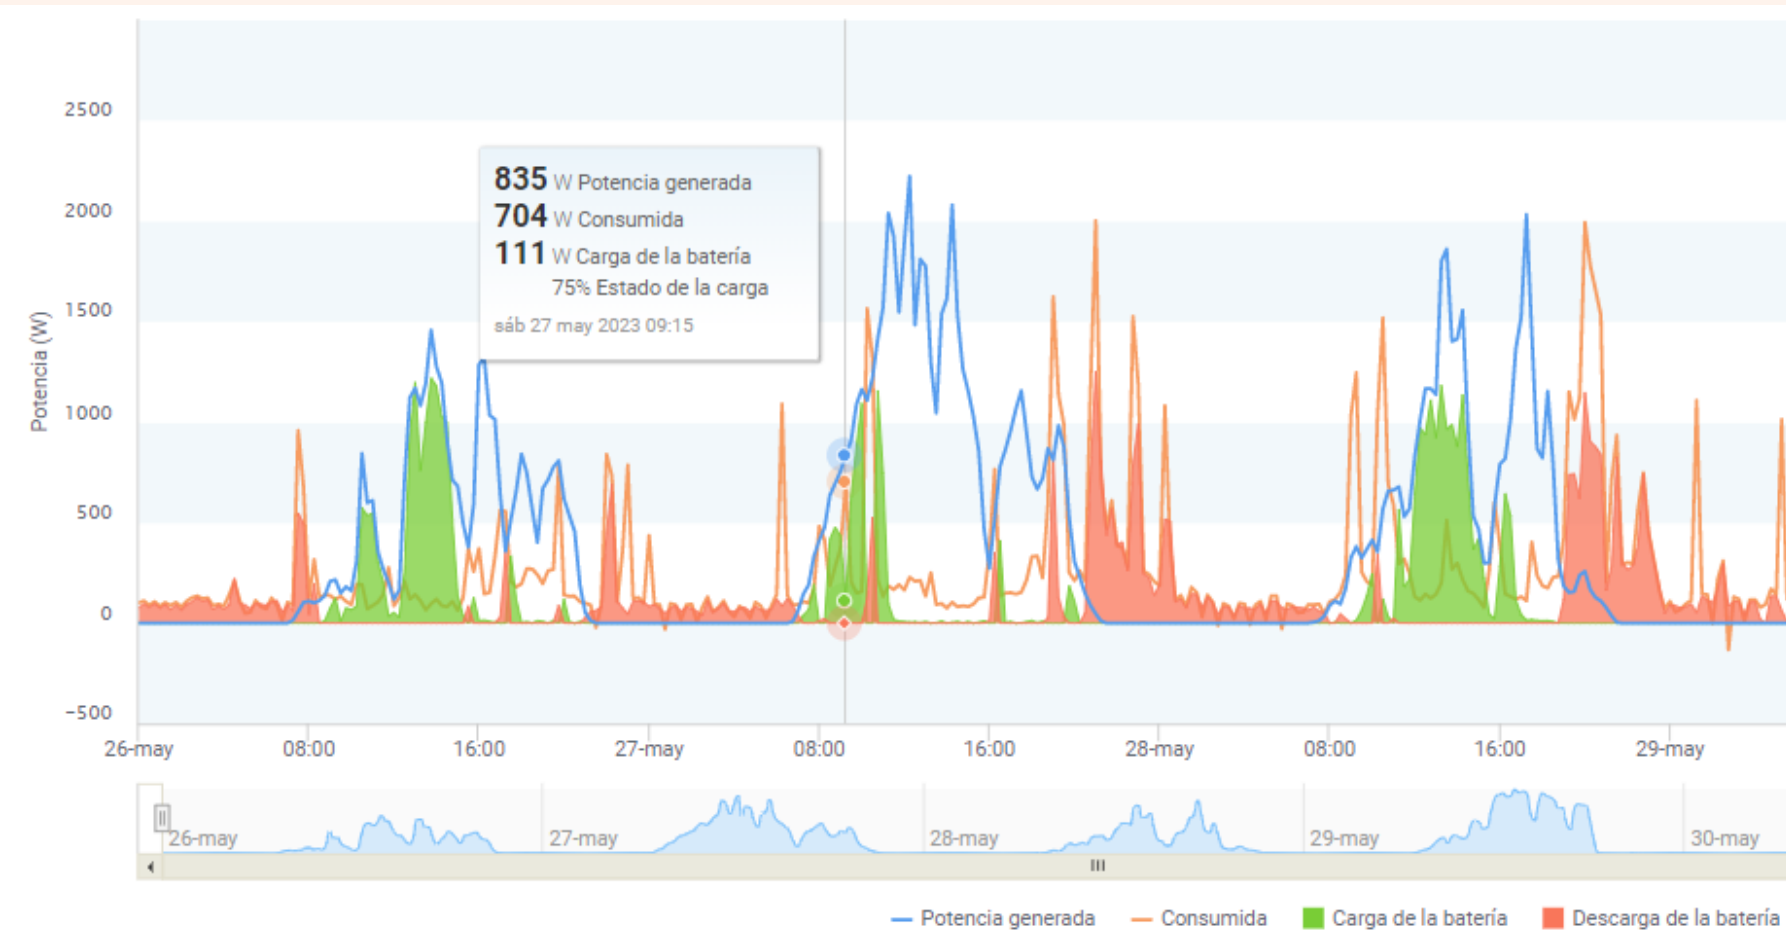 2500
2000
1500
1000
500
0
−500
Potencia (W)
835 W Potencia generada
704 W Consumida
111 W Carga de la batería
75% Estado de la carga
sáb 27 may 2023 09:15
26-may 08:00 16:00 27-may 08:00 16:00 28-may 08:00 16:00 29-may
26-may 27-may 28-may 29-may 30-may
Potencia generada Consumida Carga de la batería Descarga de la batería